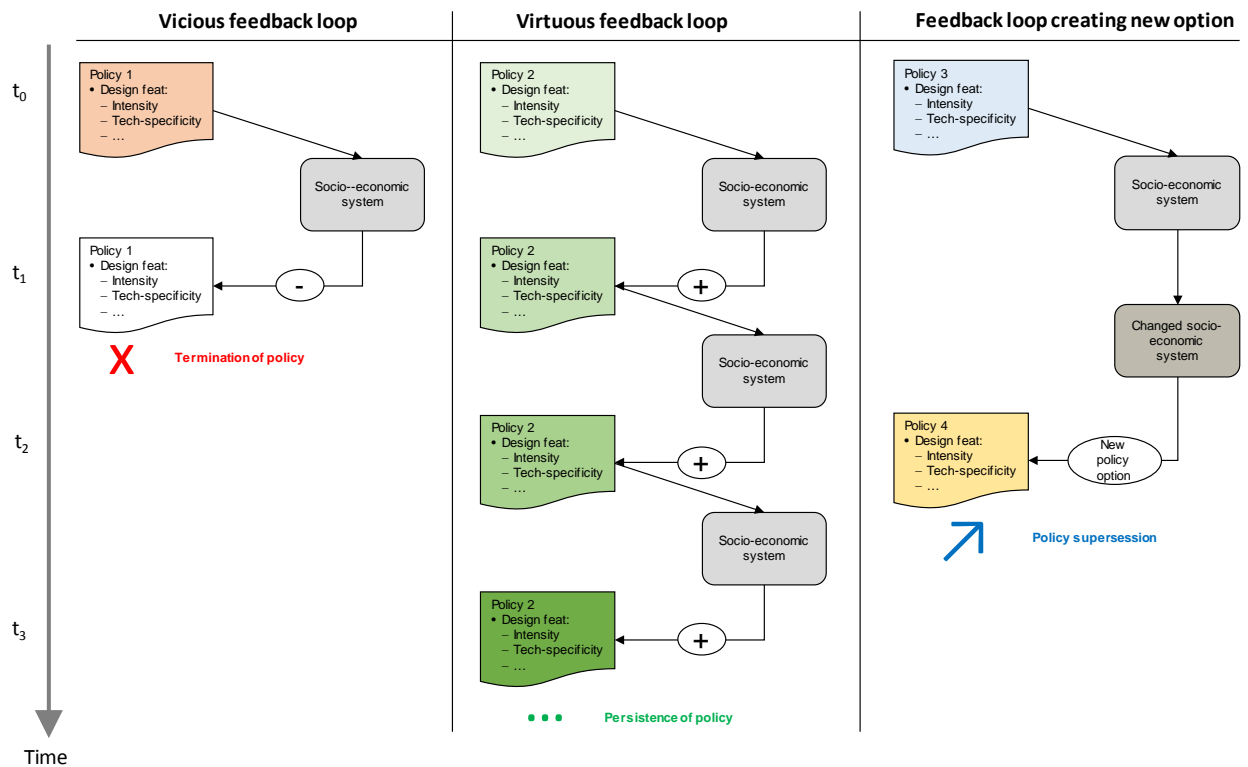 Vicious feedback loop
Virtuous feedback loop
Feedback loop creating new option
t0
Policy 1
• Design feat:
– Intensity
– Tech-specificity
– …
Socio--economic
system
t1
Policy 1
• Design feat:
– Intensity
– Tech-specificity
– …
-
X
Termination of policy
Policy 2
• Design feat:
– Intensity
– Tech-specificity
– …
Socio-economic
system
Policy 2
• Design feat:
– Intensity
– Tech-specificity
– …
+
Socio-economic
system
t2
Policy 2
• Design feat:
– Intensity
– Tech-specificity
– …
+
Socio-economic
system
t3
Policy 2
• Design feat:
– Intensity
– Tech-specificity
– …
+
• • •
Persistence of policy
Policy 3
• Design feat:
– Intensity
– Tech-specificity
– …
Socio-economic
system
Changed socio-
economic
system
Policy 4
• Design feat:
– Intensity
– Tech-specificity
– …
New
policy
option
Policy supersession
Time